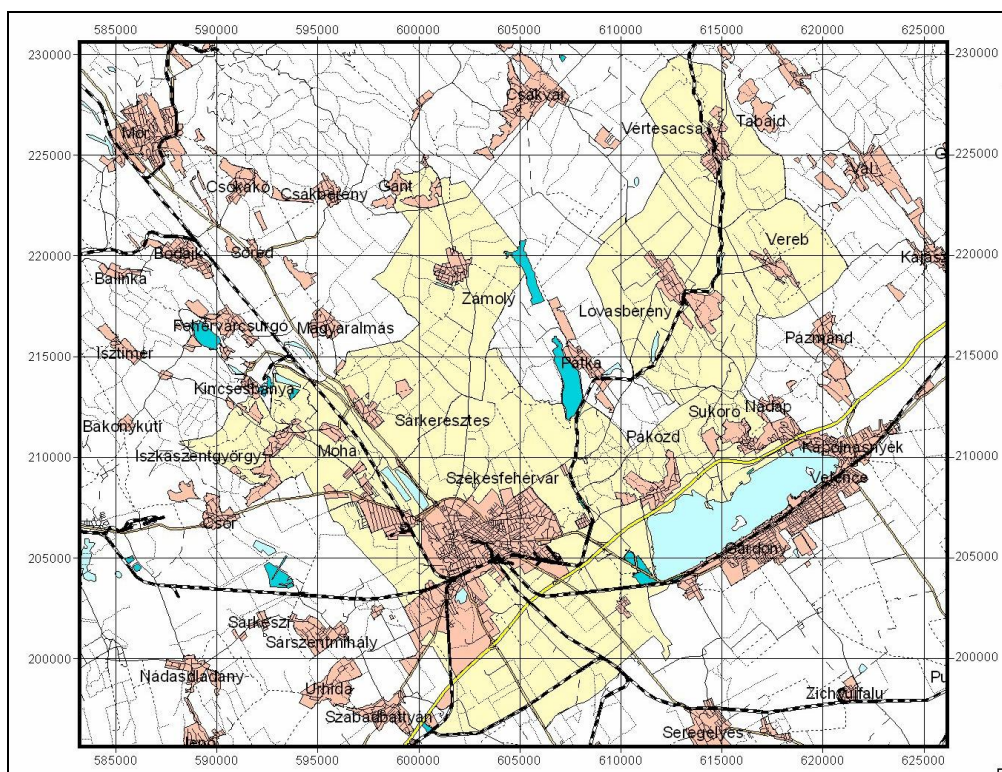 585000 590000 595000 600000 605000 610000 615000 620000 625000
230000 230000
Csákvár
Mór
Vértesacsa
Tabajd
225000 225000
G
Vál
Csókakő
Csákberény
Gánt
Vereb
220000 220000
Bodajk
Söréd
Balinka
Kajász
Zámoly
Lovasberény
Fehérvárcsurgó
Magyaralmás
Isztimér
Pázmánd
215000 215000
Pátka
Kincsesbánya
Sárkeresztes
Sukoró
Nadap
Bakonykúti
Iszkaszentgyörgy
Moha
Pákozd
Kápolnásnyék
210000 210000
Székesfehérvár
Velence
Csór
205000 205000
Gárdony
Sárkeszi
Sárszentmihály
200000 200000
Nádasdladány
Úrhida
Zichyújfalu
Pu
Szabadbattyán
Seregélyes
Jenő
585000 590000 595000 600000 605000 610000 615000 620000 625000